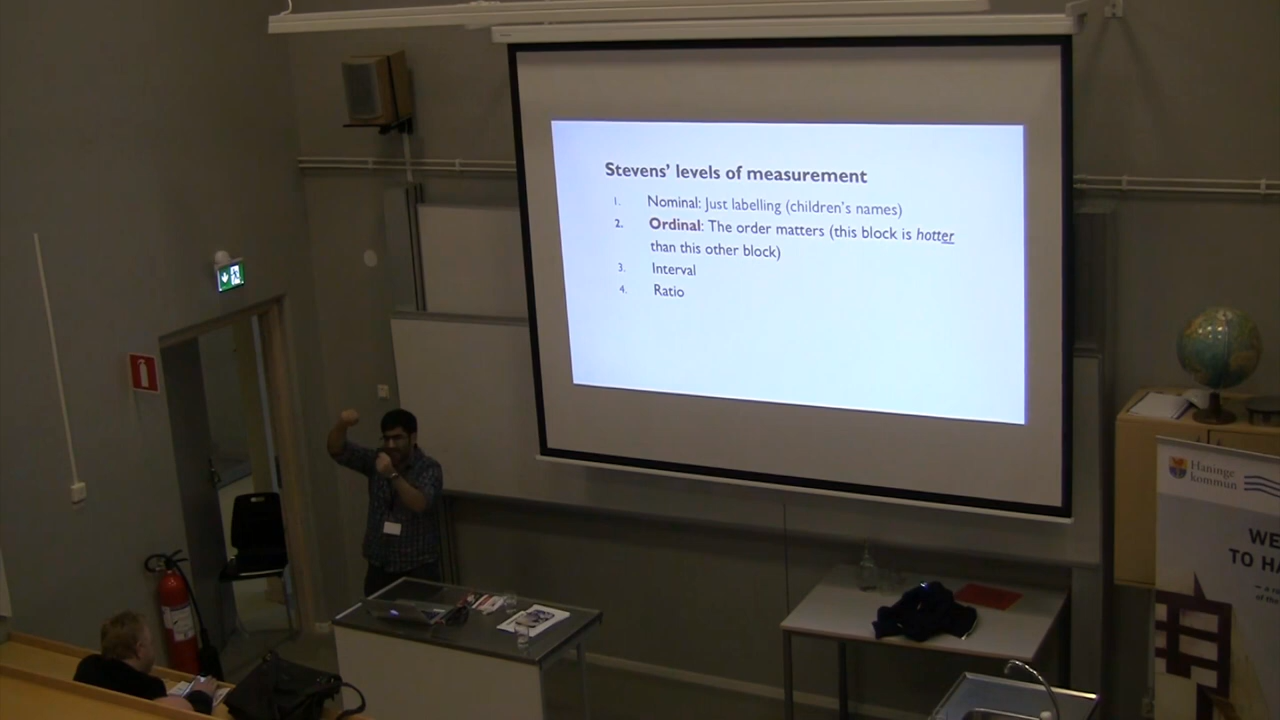 Stevens' levels of measurement
1. Nominal: Just labelling (children's names)
2. Ordinal: The order matters (this block is hotter
than this other block)
3. Interval
4. Ratio
Haninge
kommun
WE
TO HA